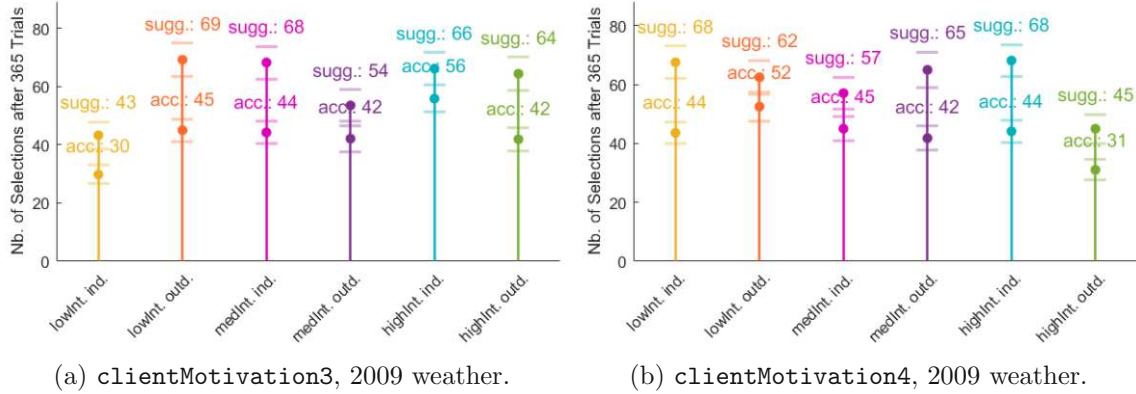 Nb. of Selections after 365 Trials
80
60
40
20
0
sugg.: 43
acc.: 30
sugg.: 69
acc.: 45
sugg.: 68
acc.: 44
sugg.: 54
acc.: 42
sugg.: 66
acc.: 56
sugg.: 64
acc.: 42
lowInt. ind.
lowInt. outd.
medInt. ind.
medInt. outd.
highInt. ind.
highInt. outd.
(a) clientMotivation3, 2009 weather.
Nb. of Selections after 365 Trials
80
60
40
20
0
sugg.: 68
acc.: 44
sugg.: 62
acc.: 52
sugg.: 57
acc.: 45
sugg.: 65
acc.: 42
sugg.: 68
acc.: 44
sugg.: 45
acc.: 31
lowInt. ind.
lowInt. outd.
medInt. ind.
medInt. outd.
highInt. ind.
highInt. outd.
(b) clientMotivation4, 2009 weather.